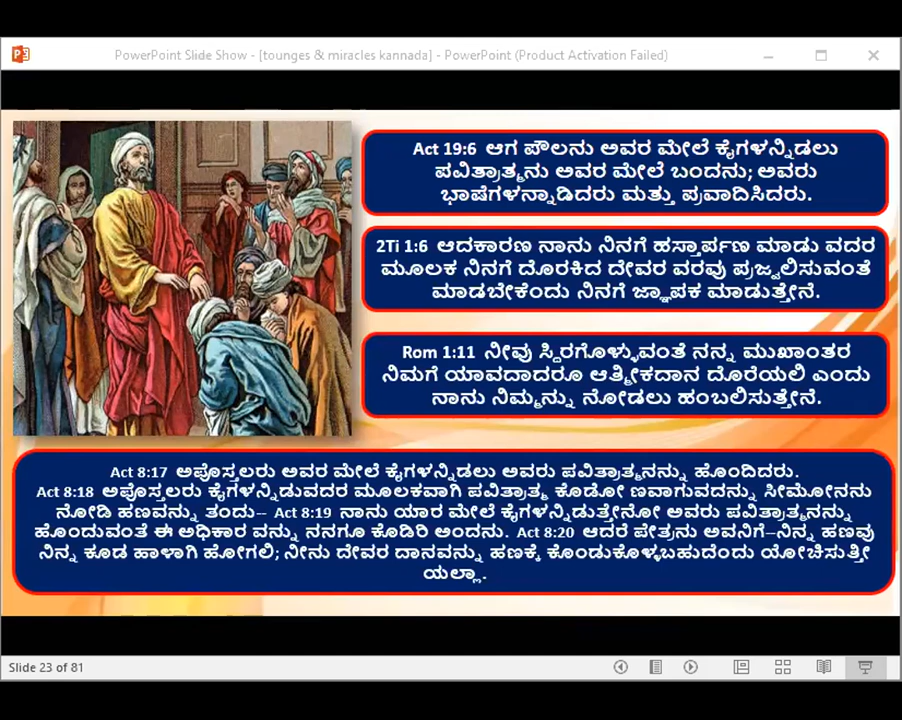 PowerPoint Slide Show - [tounges & miracles kannada] - PowerPoint (Product Activation Failed)
Act 19:6 ಆಗ ಪೌಲನು ಅವರ ಮೇಲೆ ಕೈಗಳನ್ನಿಡಲು
ಪವಿತ್ರಾತ್ಮನು ಅವರ ಮೇಲೆ ಬಂದನು; ಅವರು
ಭಾಷೆಗಳನ್ನಾಡಿದರು ಮತ್ತು ಪ್ರವಾದಿಸಿದರು.
2Ti 1:6 ಆದಕಾರಣ ನಾನು ನಿನಗೆ ಹಸ್ತಾರ್ಪಣ ಮಾಡು ವದರ
ಮೂಲಕ ನಿನಗೆ ದೊರಕಿದ ದೇವರ ವರವು ಪ್ರಜ್ವಲಿಸುವಂತೆ
ಮಾಡಬೇಕೆಂದು ನಿನಗೆ ಜ್ಞಾಪಕ ಮಾಡುತ್ತೇನೆ.
Rom 1:11 ನೀವು ಸ್ಥಿರಗೊಳ್ಳುವಂತೆ ನನ್ನ ಮುಖಾಂತರ
ನಿಮಗೆ ಯಾವದಾದರೂ ಆತ್ಮೀಕದಾನ ದೊರೆಯಲಿ ಎಂದು
ನಾನು ನಿಮ್ಮನ್ನು ನೋಡಲು ಹಂಬಲಿಸುತ್ತೇನೆ.
Act 8:17 ಅಪೊಸ್ತಲರು ಅವರ ಮೇಲೆ ಕೈಗಳನ್ನಿಡಲು ಅವರು ಪವಿತ್ರಾತ್ಮನನ್ನು ಹೊಂದಿದರು.
Act 8:18 ಅಪೊಸ್ತಲರು ಕೈಗಳನ್ನಿಡುವದರ ಮೂಲಕವಾಗಿ ಪವಿತ್ರಾತ್ಮ ಕೊಡೋ ಣವಾಗುವದನ್ನು ಸೀಮೋನನು
ನೋಡಿ ಹಣವನ್ನು ತಂದು-- Act 8:19 ನಾನು ಯಾರ ಮೇಲೆ ಕೈಗಳನ್ನಿಡುತ್ತೇನೋ ಅವರು ಪವಿತ್ರಾತ್ಮನನ್ನು
ಹೊಂದುವಂತೆ ಈ ಅಧಿಕಾರ ವನ್ನು ನನಗೂ ಕೊಡಿರಿ ಅಂದನು. Act 8:20 ಆದರೆ ಪೇತ್ರನು ಅವನಿಗೆ--ನಿನ್ನ ಹಣವು
ನಿನ್ನ ಕೂಡ ಹಾಳಾಗಿ ಹೋಗಲಿ; ನೀನು ದೇವರ ದಾನವನ್ನು ಹಣಕ್ಕೆ ಕೊಂಡುಕೊಳ್ಳಬಹುದೆಂದು ಯೋಚಿಸುತ್ತೀ
ಯಲ್ಲಾ.
Slide 23 of 81